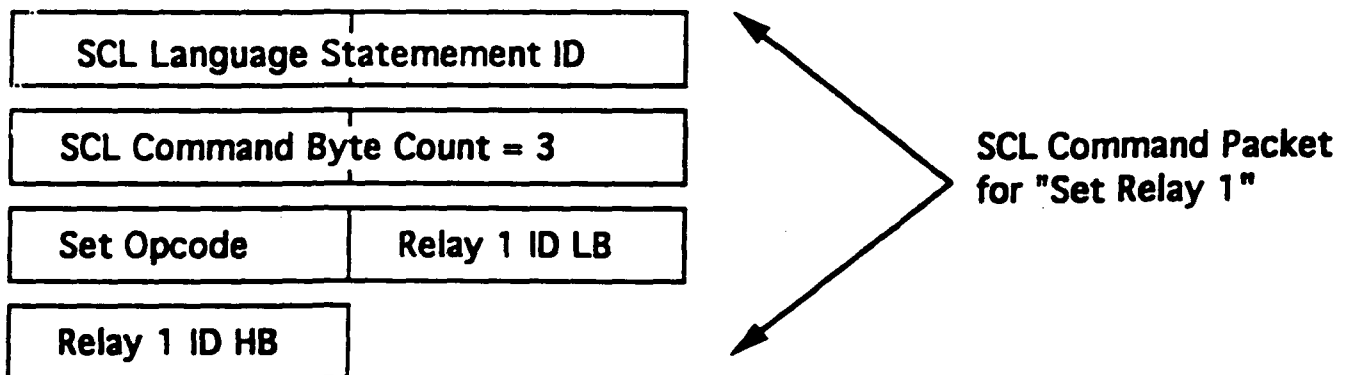 SCL Language Statemement ID
SCL Command Byte Count = 3
Set Opcode
Relay 1 ID LB
Relay 1 ID HB
SCL Command Packet
for "Set Relay 1"